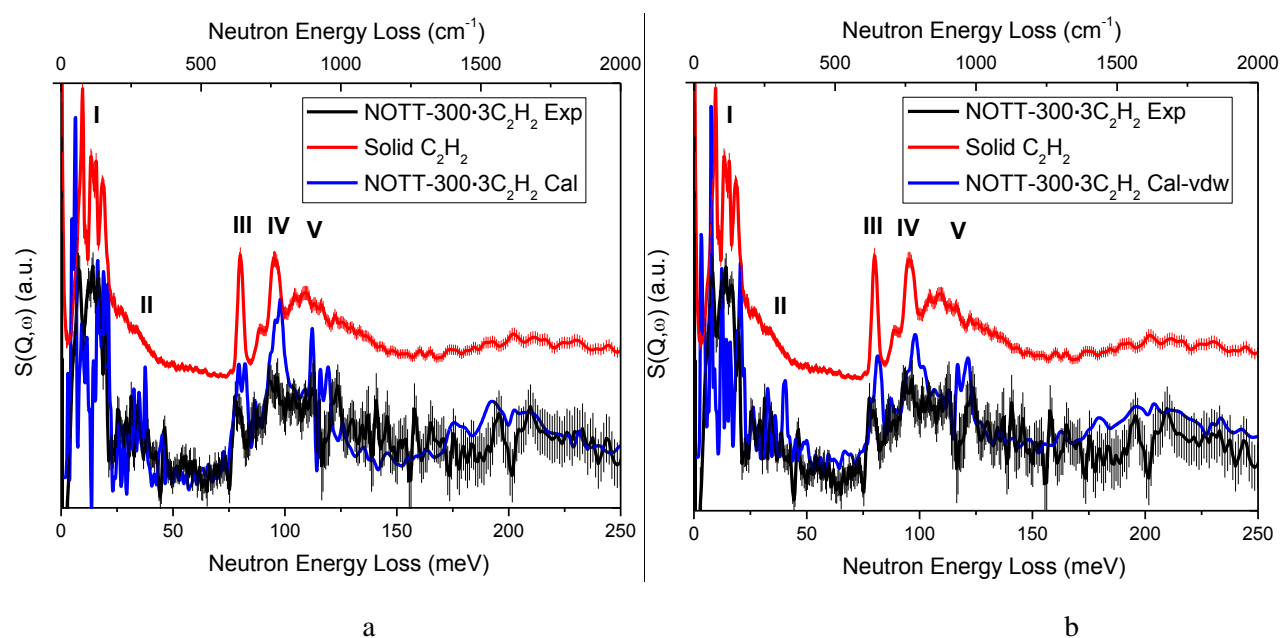 Neutron Energy Loss (cm⁻¹)
0 500 1000 1500 2000
I
NOTT-300·3C₂H₂ Exp
Solid C₂H₂
NOTT-300·3C₂H₂ Cal
III IV V
II
S(Q,ω) (a.u.)
0 50 100 150 200 250
Neutron Energy Loss (meV)
a
Neutron Energy Loss (cm⁻¹)
0 500 1000 1500 2000
I
NOTT-300·3C₂H₂ Exp
Solid C₂H₂
NOTT-300·3C₂H₂ Cal-vdw
III IV V
II
S(Q,ω) (a.u.)
0 50 100 150 200 250
Neutron Energy Loss (meV)
b